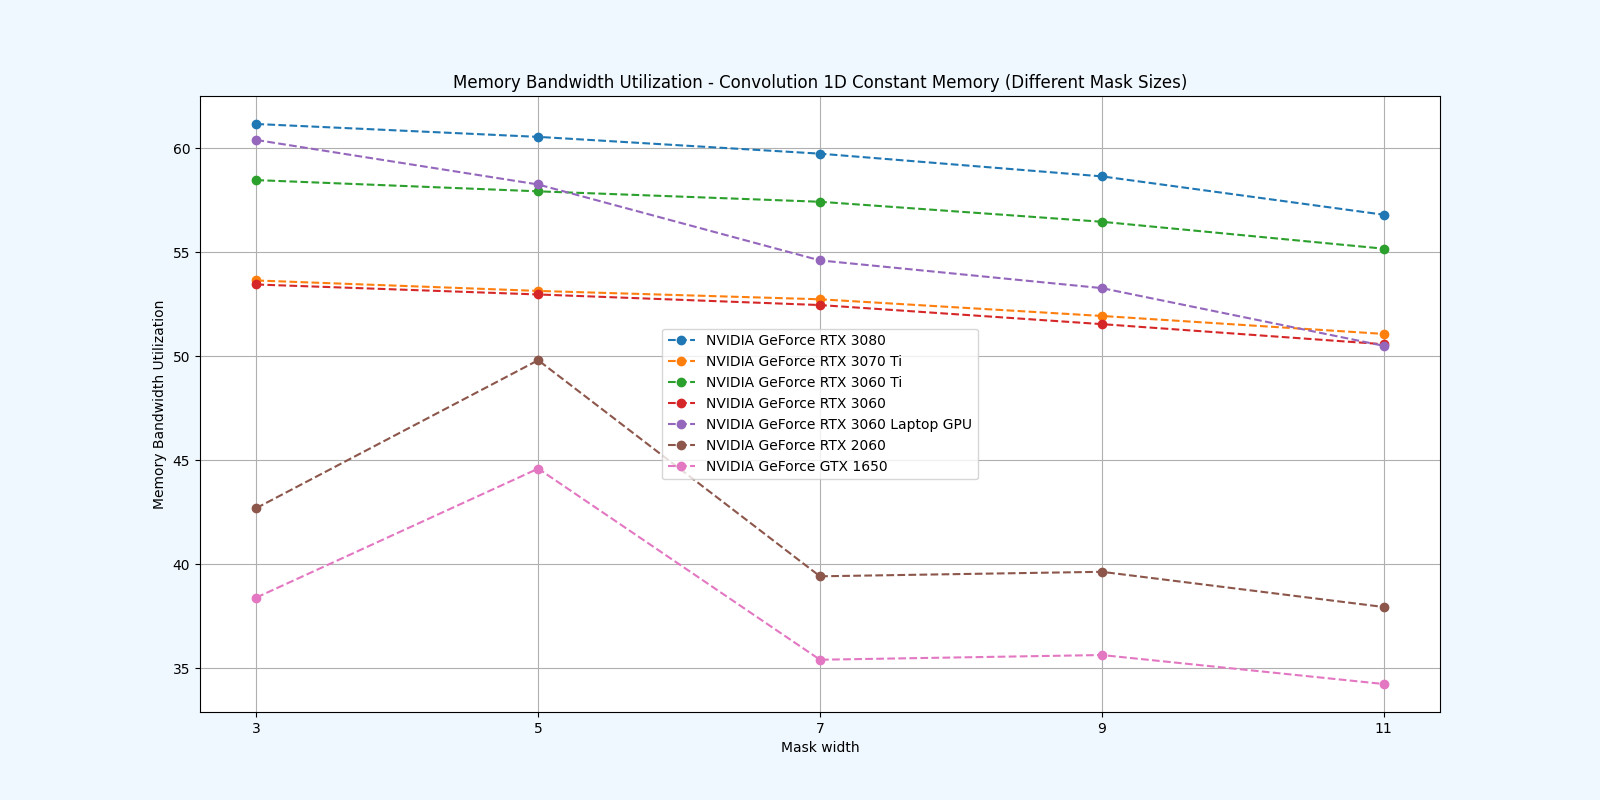 Memory Bandwidth Utilization - Convolution 1D Constant Memory (Different Mask Sizes)
Memory Bandwidth Utilization
60
55
50
45
40
35
NVIDIA GeForce RTX 3080
NVIDIA GeForce RTX 3070 Ti
NVIDIA GeForce RTX 3060 Ti
NVIDIA GeForce RTX 3060
NVIDIA GeForce RTX 3060 Laptop GPU
NVIDIA GeForce RTX 2060
NVIDIA GeForce GTX 1650
3 5 7 9 11
Mask width